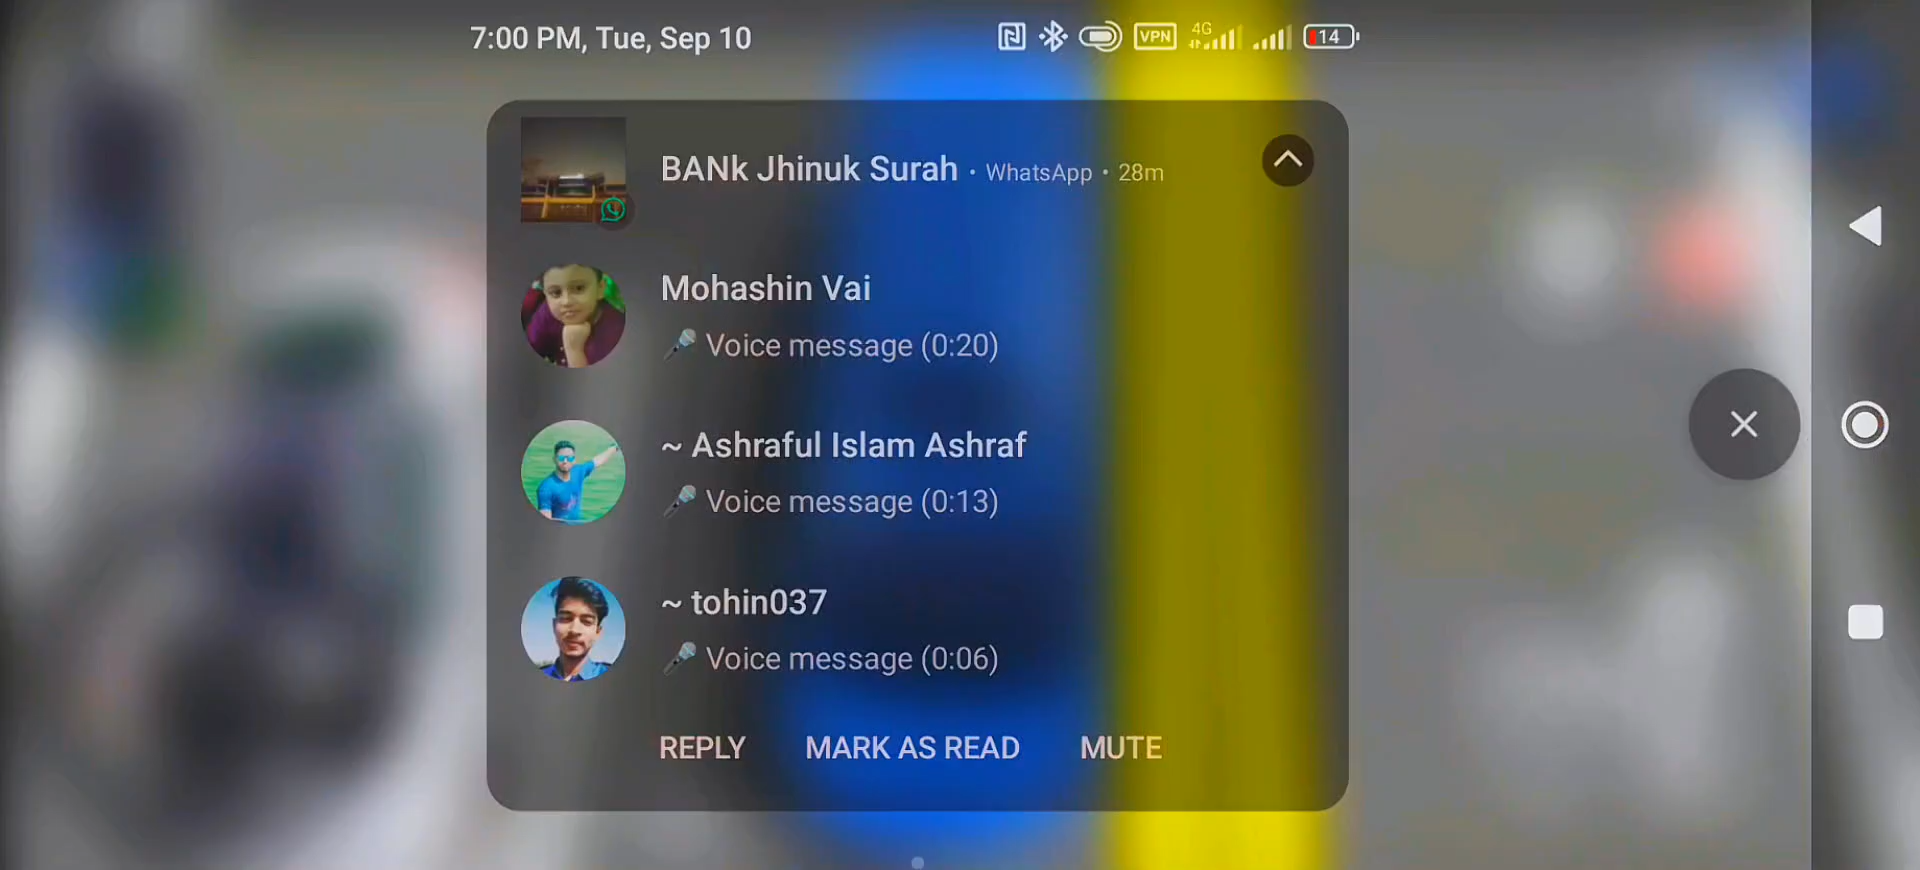 7:00 PM, Tue, Sep 10
VPN 4G 14
BANk Jhinuk Surah • WhatsApp • 28m
Mohashin Vai
🎤 Voice message (0:20)
~ Ashraful Islam Ashraf
🎤 Voice message (0:13)
~ tohin037
🎤 Voice message (0:06)
REPLY MARK AS READ MUTE